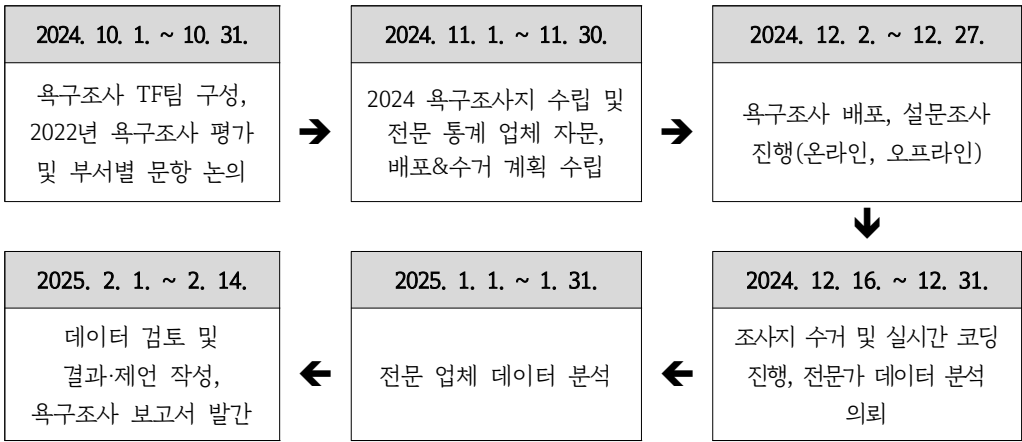 2024. 10. 1. ~ 10. 31.
욕구조사 TF팀 구성,
2022년 욕구조사 평가
및 부서별 문항 논의
2024. 11. 1. ~ 11. 30.
2024 욕구조사지 수립 및
전문 통계 업체 자문,
배포&수거 계획 수립
2024. 12. 2. ~ 12. 27.
욕구조사 배포, 설문조사
진행(온라인, 오프라인)
2024. 12. 16. ~ 12. 31.
조사지 수거 및 실시간 코딩
진행, 전문가 데이터 분석
의뢰
2025. 1. 1. ~ 1. 31.
전문 업체 데이터 분석
2025. 2. 1. ~ 2. 14.
데이터 검토 및
결과·제언 작성,
욕구조사 보고서 발간